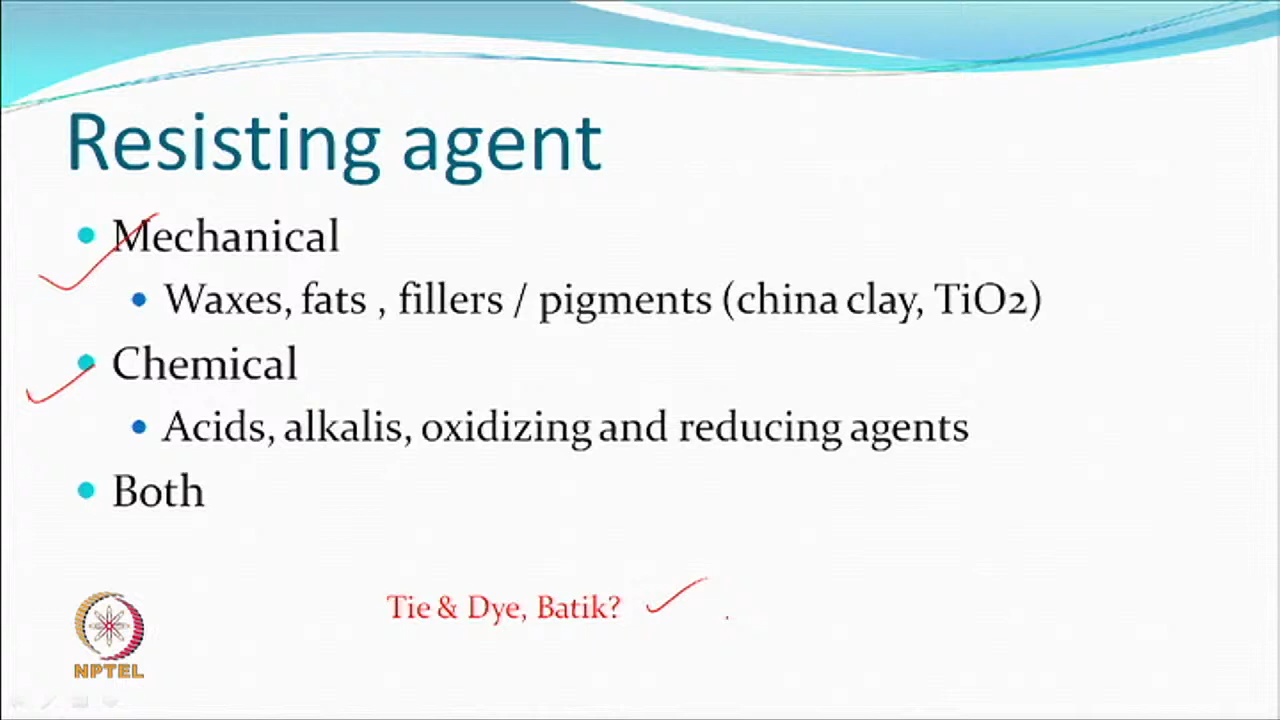 Resisting agent
Mechanical
Waxes, fats , fillers / pigments (china clay, TiO2)
Chemical
Acids, alkalis, oxidizing and reducing agents
Both
Tie & Dye, Batik?
NPTEL